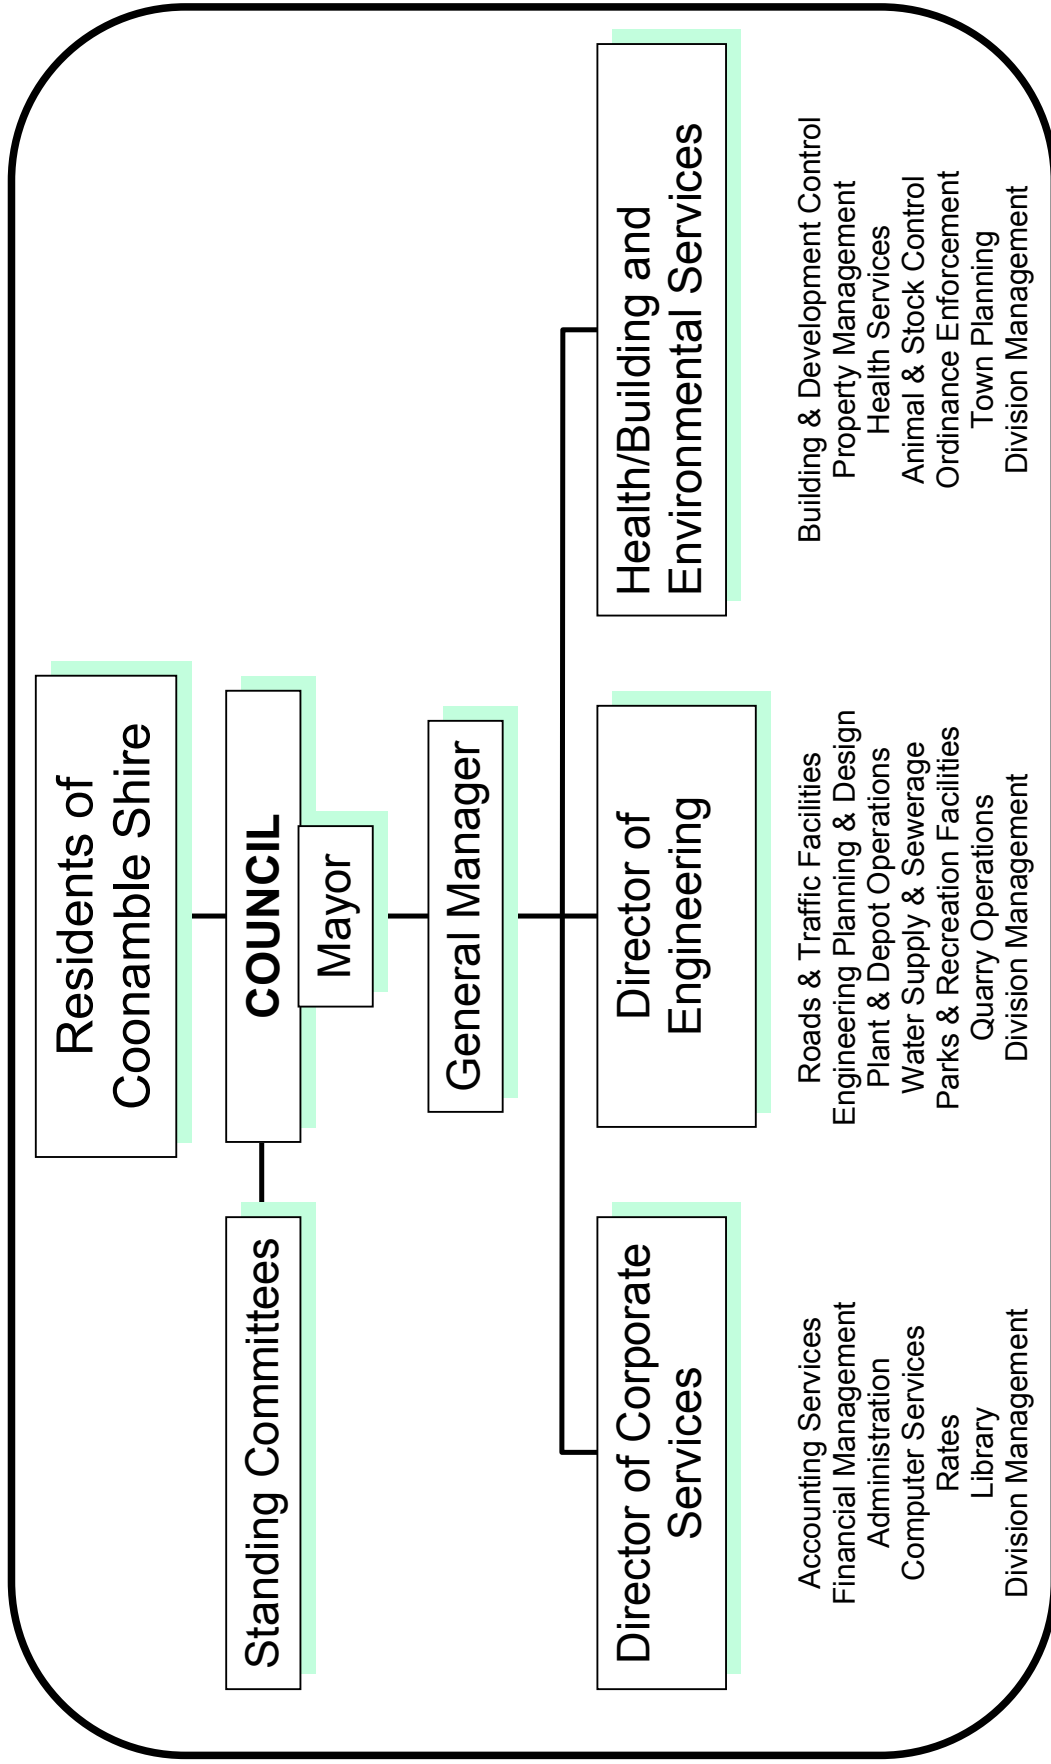 Residents of
Coonamble Shire
Standing Committees
COUNCIL
Mayor
General Manager
Director of Corporate
Services
Director of
Engineering
Health/Building and
Environmental Services
Accounting Services
Financial Management
Administration
Computer Services
Rates
Library
Division Management
Roads & Traffic Facilities
Engineering Planning & Design
Plant & Depot Operations
Water Supply & Sewerage
Parks & Recreation Facilities
Quarry Operations
Division Management
Building & Development Control
Property Management
Health Services
Animal & Stock Control
Ordinance Enforcement
Town Planning
Division Management